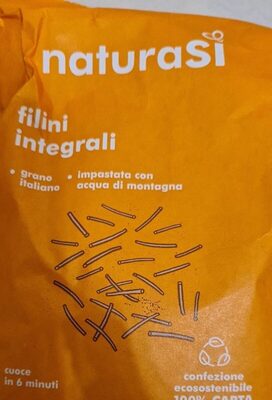 naturasì
filini
integrali
• grano
italiano
• impastata con
acqua di montagna
cuoce
in 6 minuti
confezione
ecosostenibile
100% CARTA